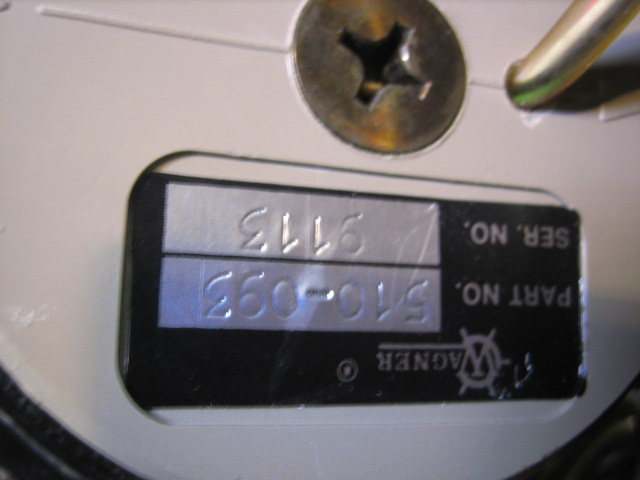 WAGNER ®
PART NO. 510-093
SER. NO. 9113